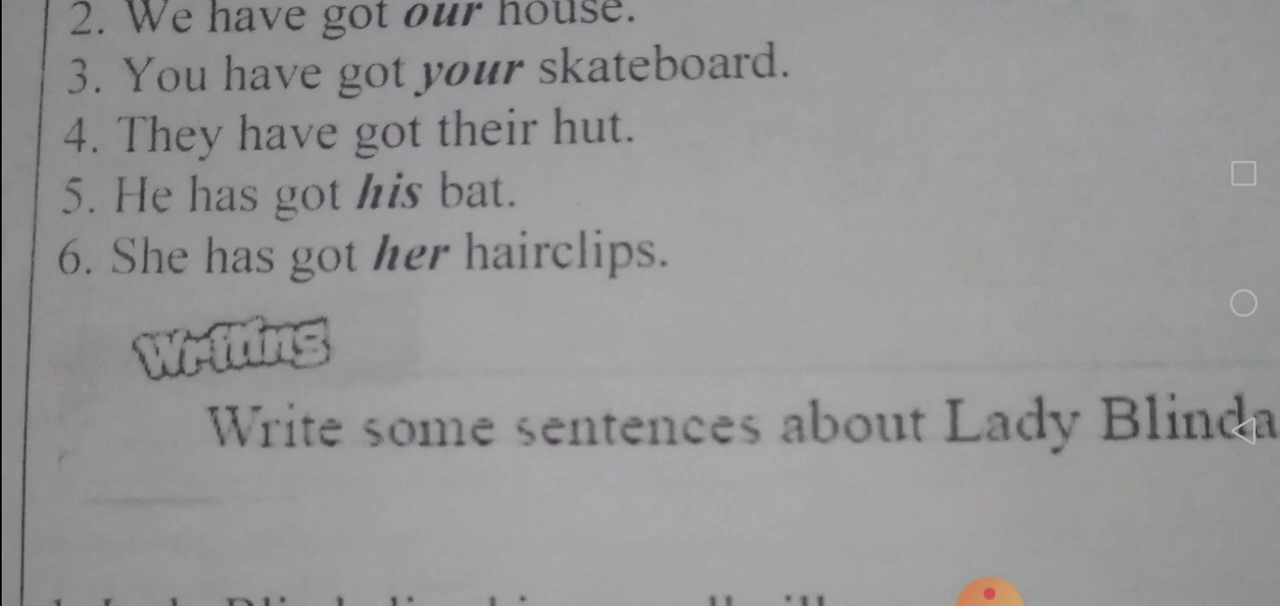 2. We have got our house.
3. You have got your skateboard.
4. They have got their hut.
5. He has got his bat.
6. She has got her hairclips.
Writing
Write some sentences about Lady Blinda